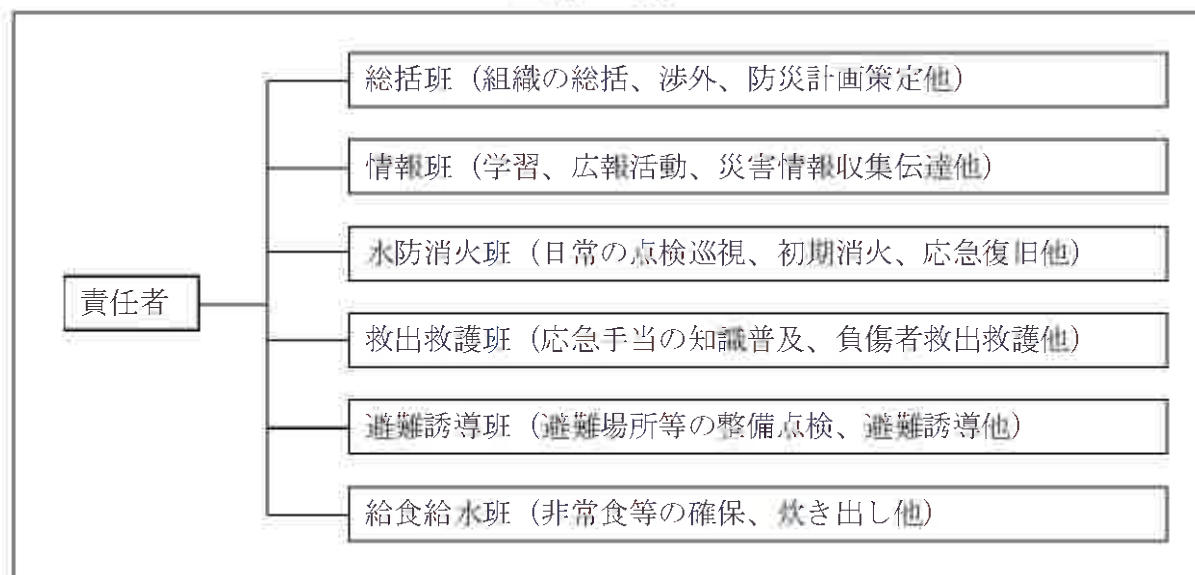 総括班（組織の総括、渉外、防災計画策定他）
情報班（学習、広報活動、災害情報収集伝達他）
水防消火班（日常の点検巡視、初期消火、応急復旧他）
責任者
救出救護班（応急手当の知識普及、負傷者救出救護他）
避難誘導班（避難場所等の整備点検、避難誘導他）
給食給水班（非常食等の確保、炊き出し他）